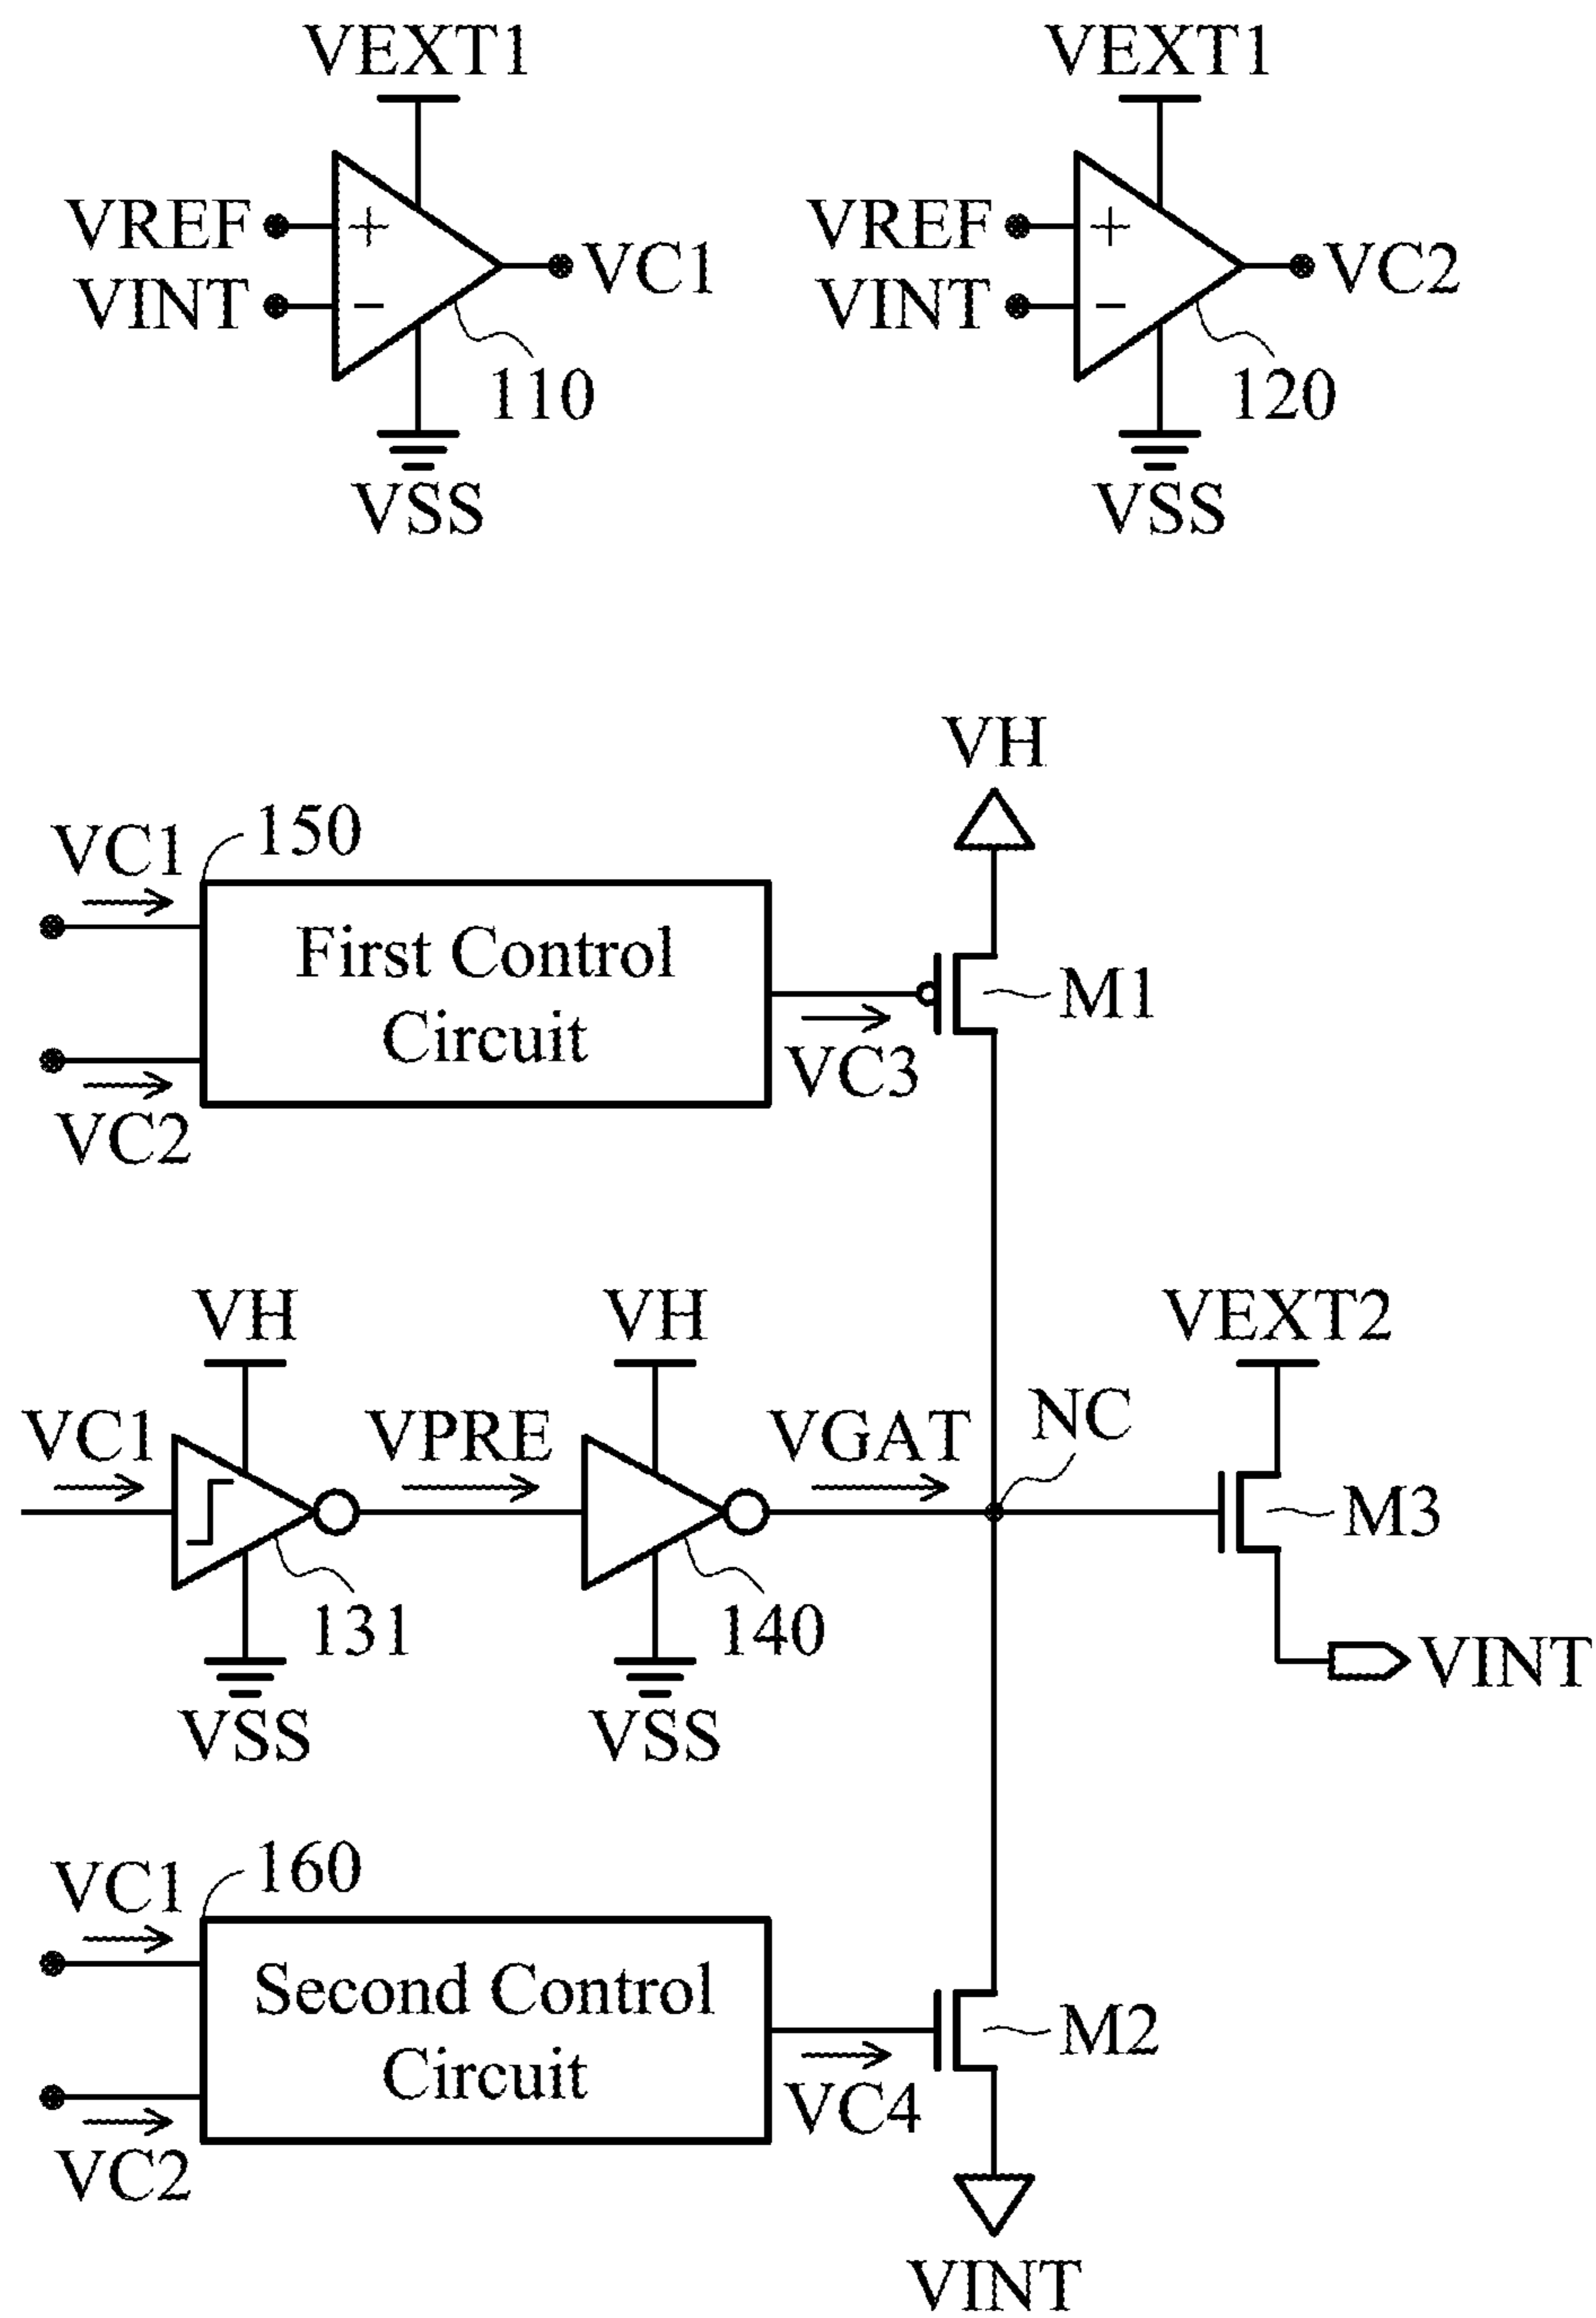 VEXT1
VEXT1
VREF
+
VINT
−
VC1
110
VSS
VREF
+
VINT
−
VC2
120
VSS
VH
VC1
150
First Control
Circuit
VC2
VC3
M1
VH
VH
VEXT2
VC1
VPRE
VGAT
NC
M3
131
140
VINT
VSS
VSS
VC1
160
Second Control
Circuit
VC2
VC4
M2
VINT